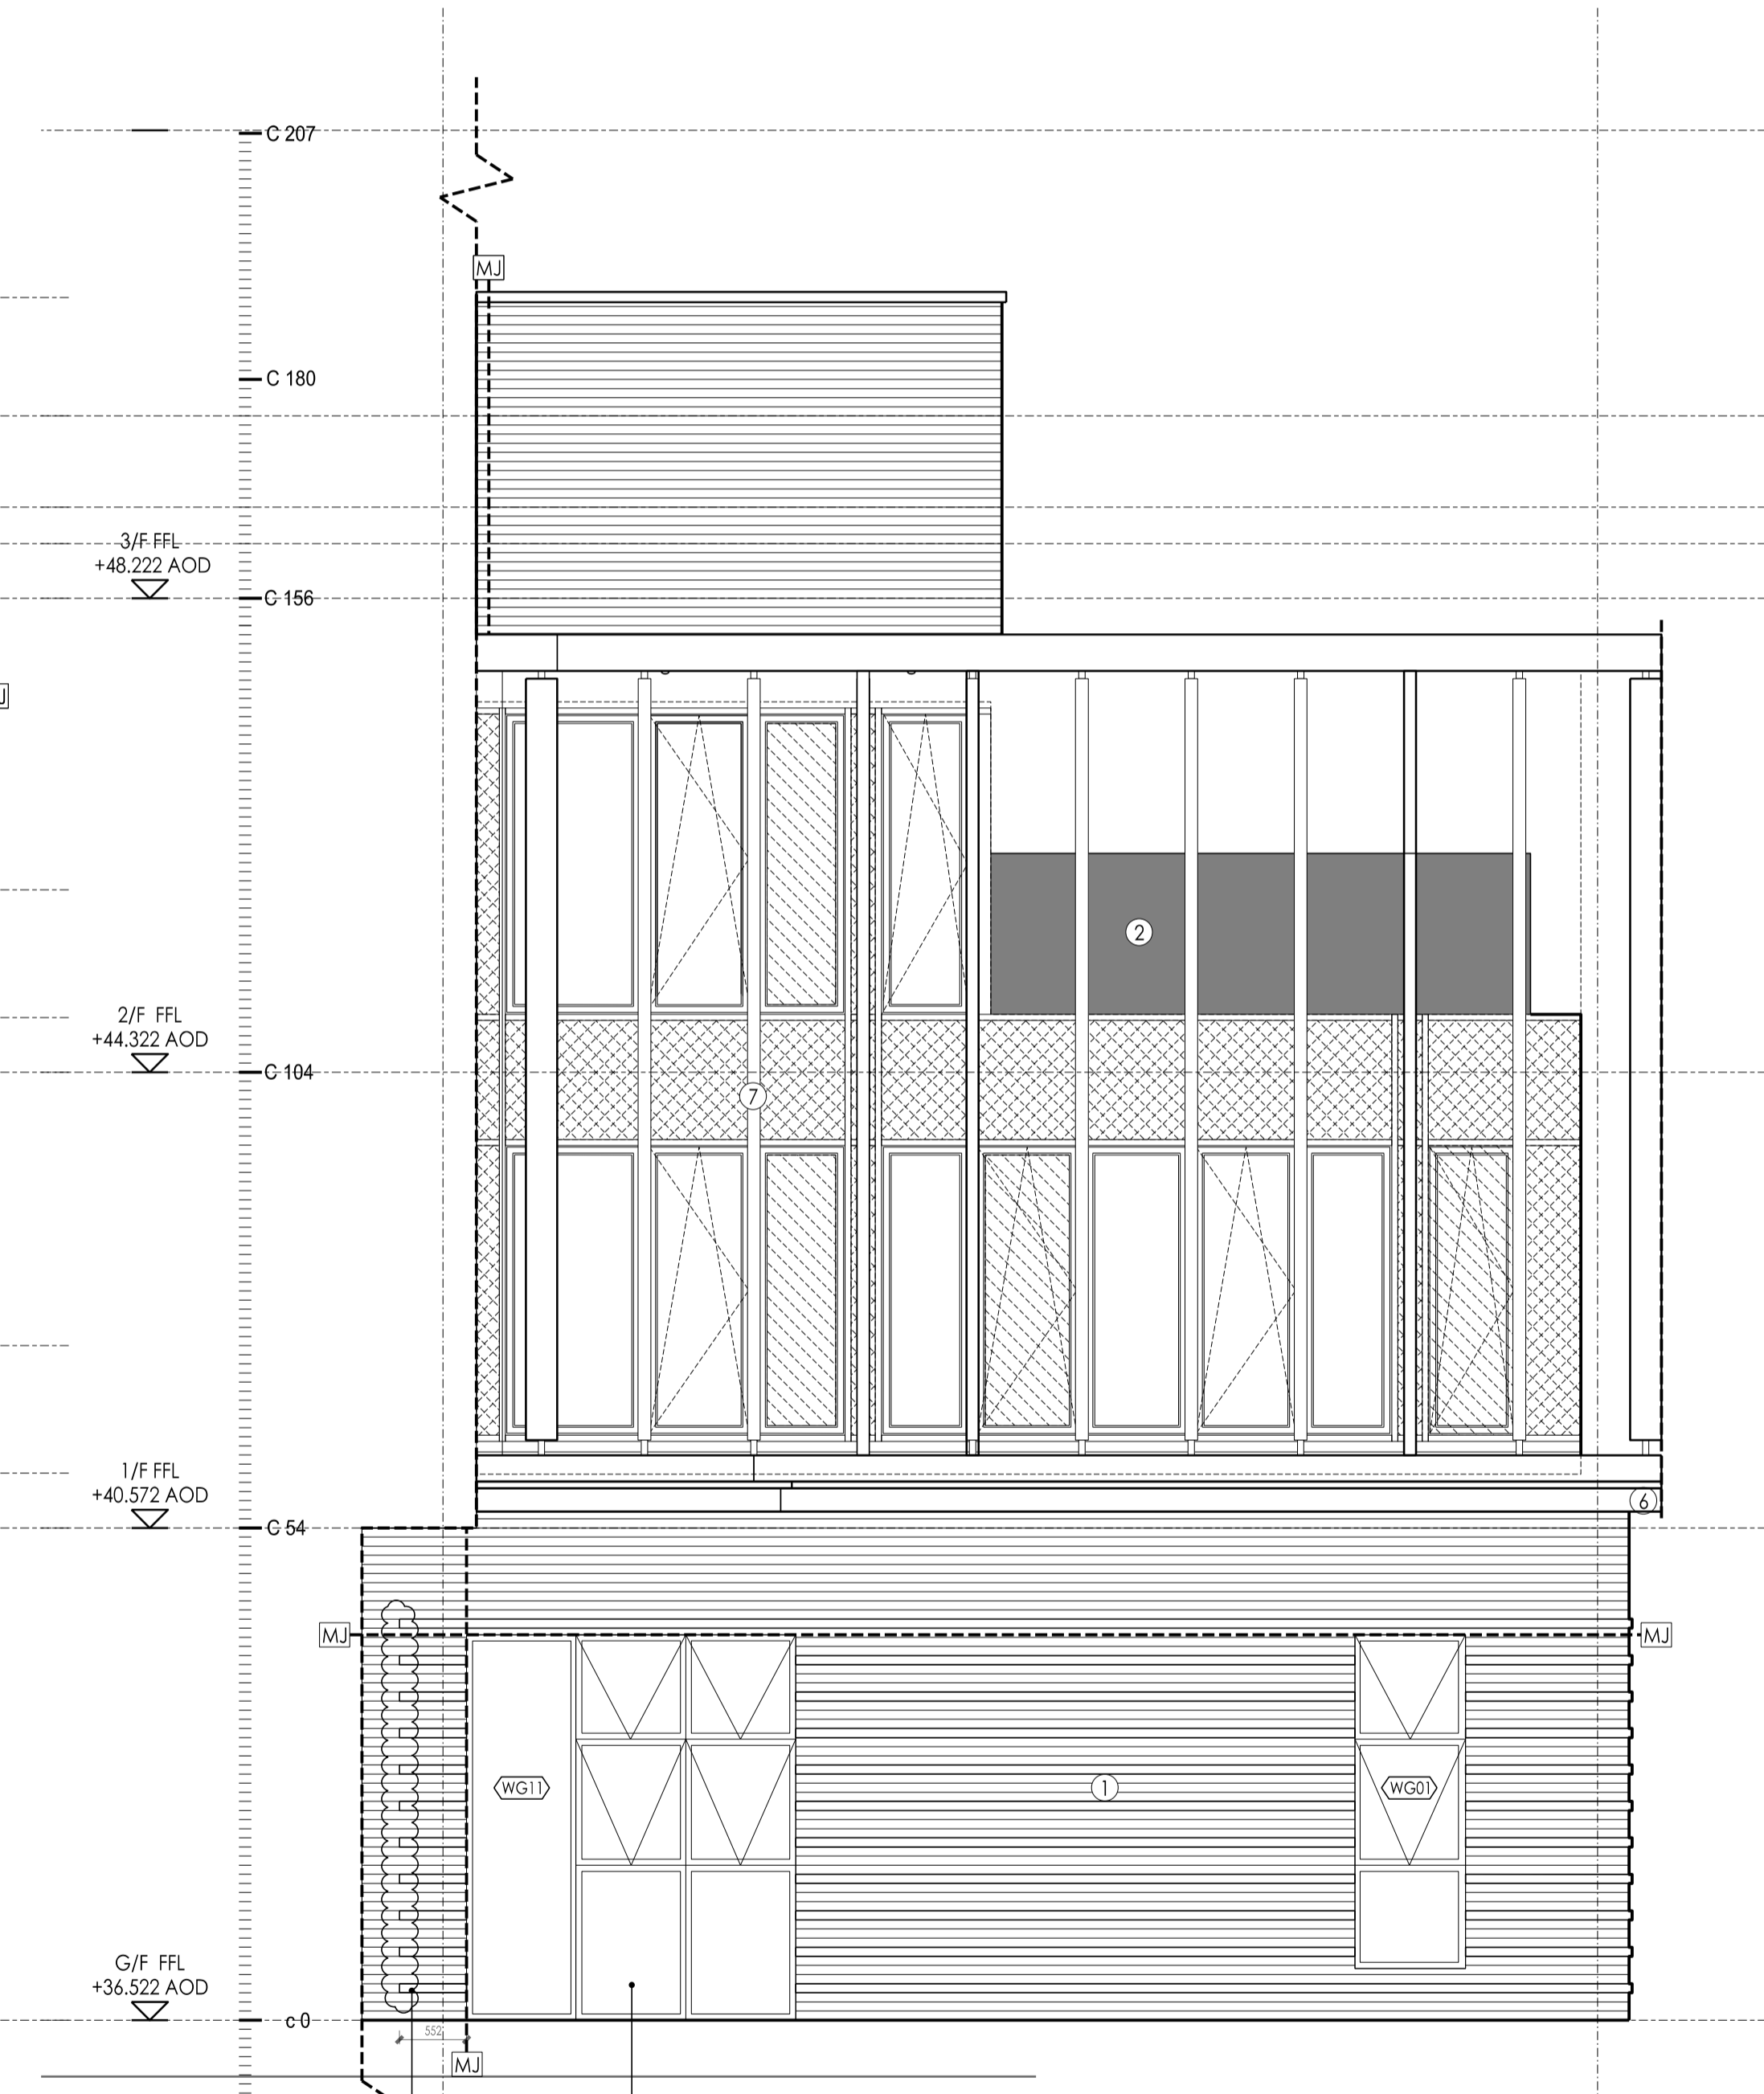 C 207
MJ
C 180
3/F FFL
+48.222 AOD
C 156
J
2
2/F FFL
+44.322 AOD
C 104
7
1/F FFL
+40.572 AOD
6
C 54
MJ
MJ
WG11
1
WG01
G/F FFL
+36.522 AOD
c 0
552
MJ